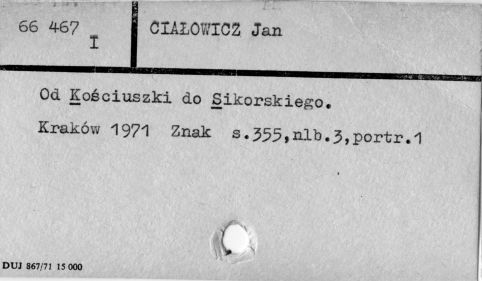 66 467
I
CIAŁOWICZ Jan
Od Kościuszki do Sikorskiego.
Kraków 1971 Znak s.355,nlb.3,portr.1
DUJ 867/71 15 000